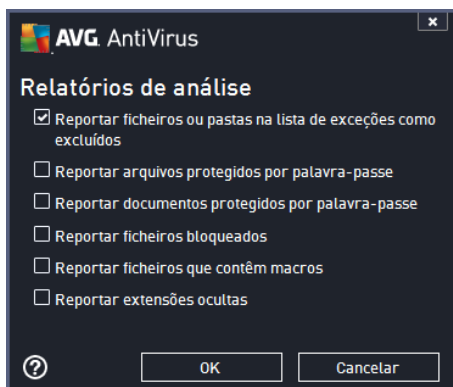 AVG. AntiVirus
Relatórios de análise
Reportar ficheiros ou pastas na lista de exceções como
excluídos
Reportar arquivos protegidos por palavra-passe
Reportar documentos protegidos por palavra-passe
Reportar ficheiros bloqueados
Reportar ficheiros que contêm macros
Reportar extensões ocultas
OK
Cancelar